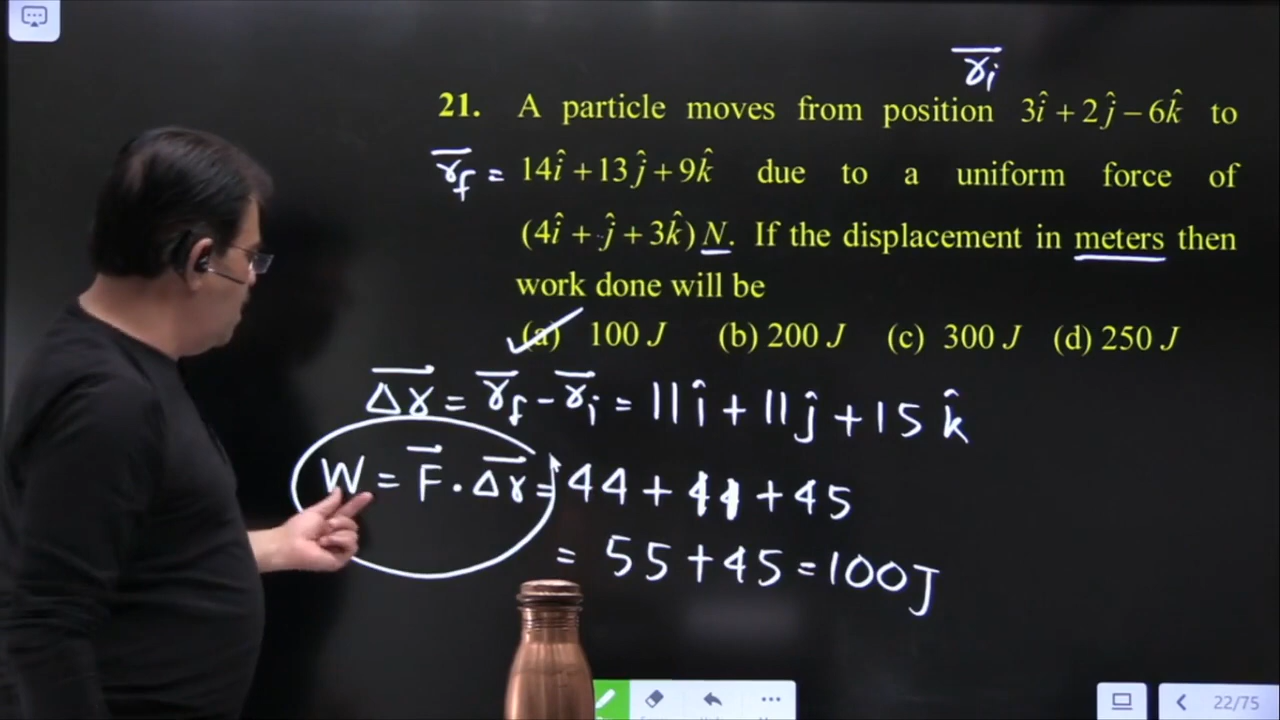 r̄ᵢ
21. A particle moves from position 3î + 2ĵ − 6k̂ to
r̄_f = 14î + 13ĵ + 9k̂ due to a uniform force of
(4î + ĵ + 3k̂) N. If the displacement in meters then
work done will be
(a) 100 J (b) 200 J (c) 300 J (d) 250 J
Δr̄ = r̄_f − r̄ᵢ = 11î + 11ĵ + 15k̂
W = F̄ · Δr̄ = 44 + 11 + 45
= 55 + 45 = 100J
22/75